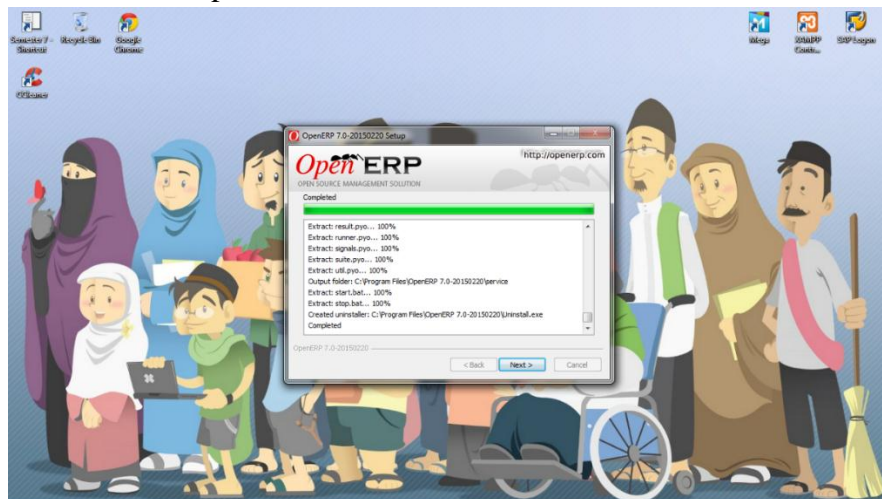 Semester 7 -
Shortcut
Recycle Bin
Google
Chrome
CCleaner
Mega
XAMPP
Contr...
SAP Logon
OpenERP 7.0-20150220 Setup
Open ERP
OPEN SOURCE MANAGEMENT SOLUTION
http://openerp.com
Completed
Extract: result.pyo... 100%
Extract: runner.pyo... 100%
Extract: signals.pyo... 100%
Extract: suite.pyo... 100%
Extract: util.pyo... 100%
Output folder: C:\Program Files\OpenERP 7.0-20150220\service
Extract: start.bat... 100%
Extract: stop.bat... 100%
Created uninstaller: C:\Program Files\OpenERP 7.0-20150220\Uninstall.exe
Completed
OpenERP 7.0-20150220
< Back
Next >
Cancel